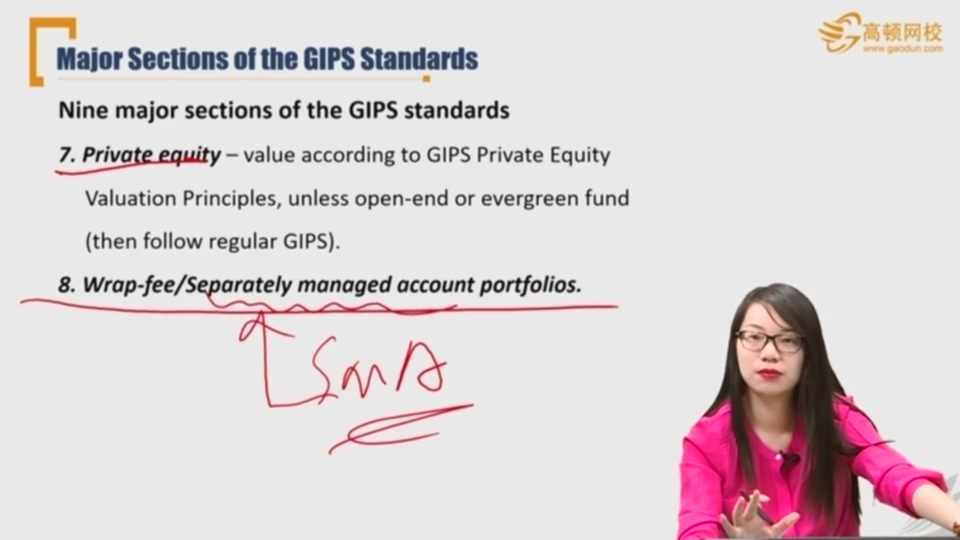 高顿网校
www.gaodun.com
Major Sections of the GIPS Standards
Nine major sections of the GIPS standards
7. Private equity – value according to GIPS Private Equity
Valuation Principles, unless open-end or evergreen fund
(then follow regular GIPS).
8. Wrap-fee/Separately managed account portfolios.
SMA